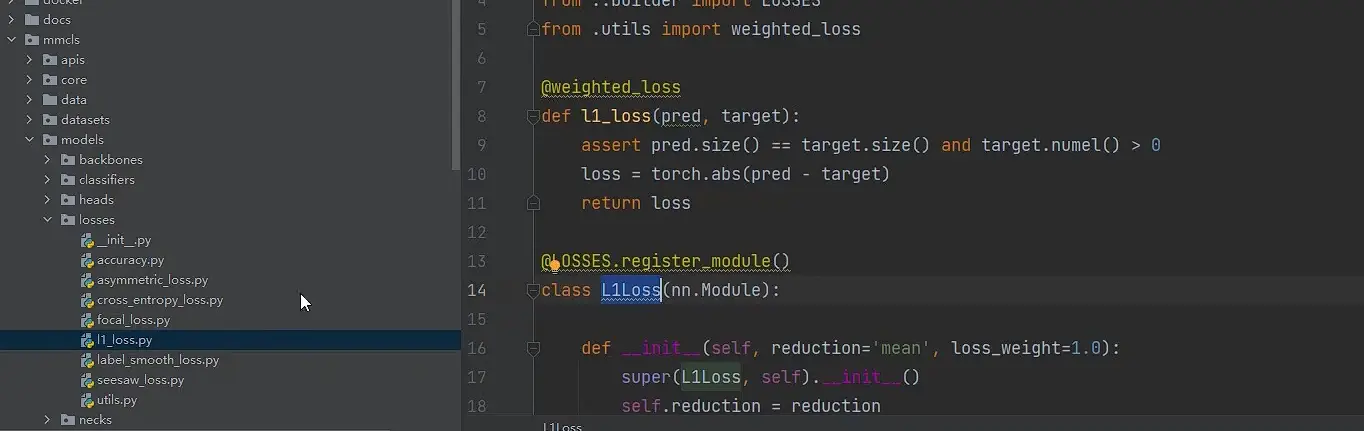 docker
docs
mmcls
apis
core
data
datasets
models
backbones
classifiers
heads
losses
__init__.py
accuracy.py
asymmetric_loss.py
cross_entropy_loss.py
focal_loss.py
l1_loss.py
label_smooth_loss.py
seesaw_loss.py
utils.py
necks
4 from ..builder import LOSSES
5 from .utils import weighted_loss
6
7 @weighted_loss
8 def l1_loss(pred, target):
9 assert pred.size() == target.size() and target.numel() > 0
10 loss = torch.abs(pred - target)
11 return loss
12
13 @LOSSES.register_module()
14 class L1Loss(nn.Module):
15
16 def __init__(self, reduction='mean', loss_weight=1.0):
17 super(L1Loss, self).__init__()
18 self.reduction = reduction
L1Loss